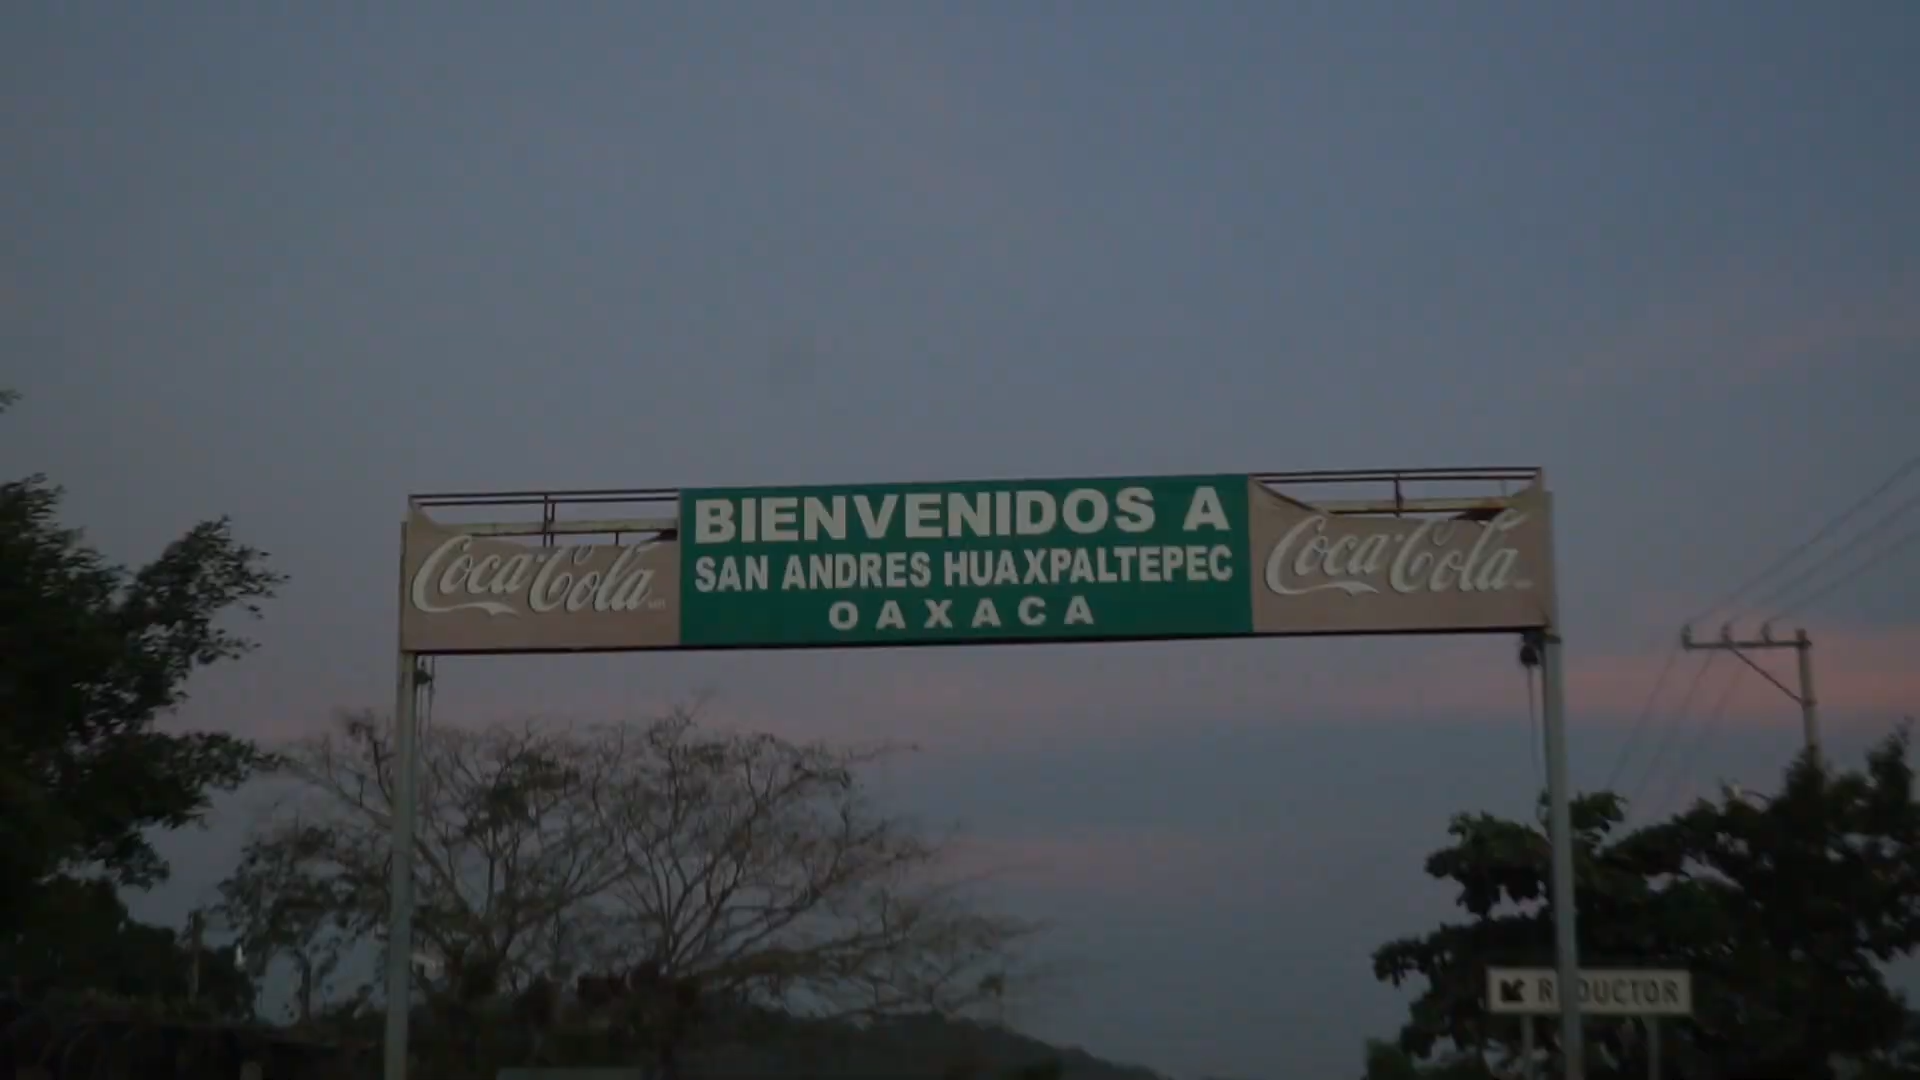 BIENVENIDOS A
SAN ANDRES HUAXPALTEPEC
OAXACA
Coca-Cola
Coca-Cola